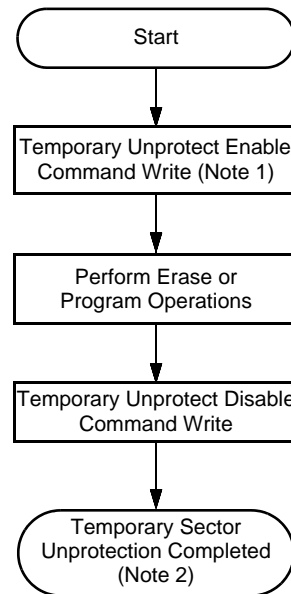 Start
Temporary Unprotect Enable
Command Write (Note 1)
Perform Erase or
Program Operations
Temporary Unprotect Disable
Command Write
Temporary Sector
Unprotection Completed
(Note 2)